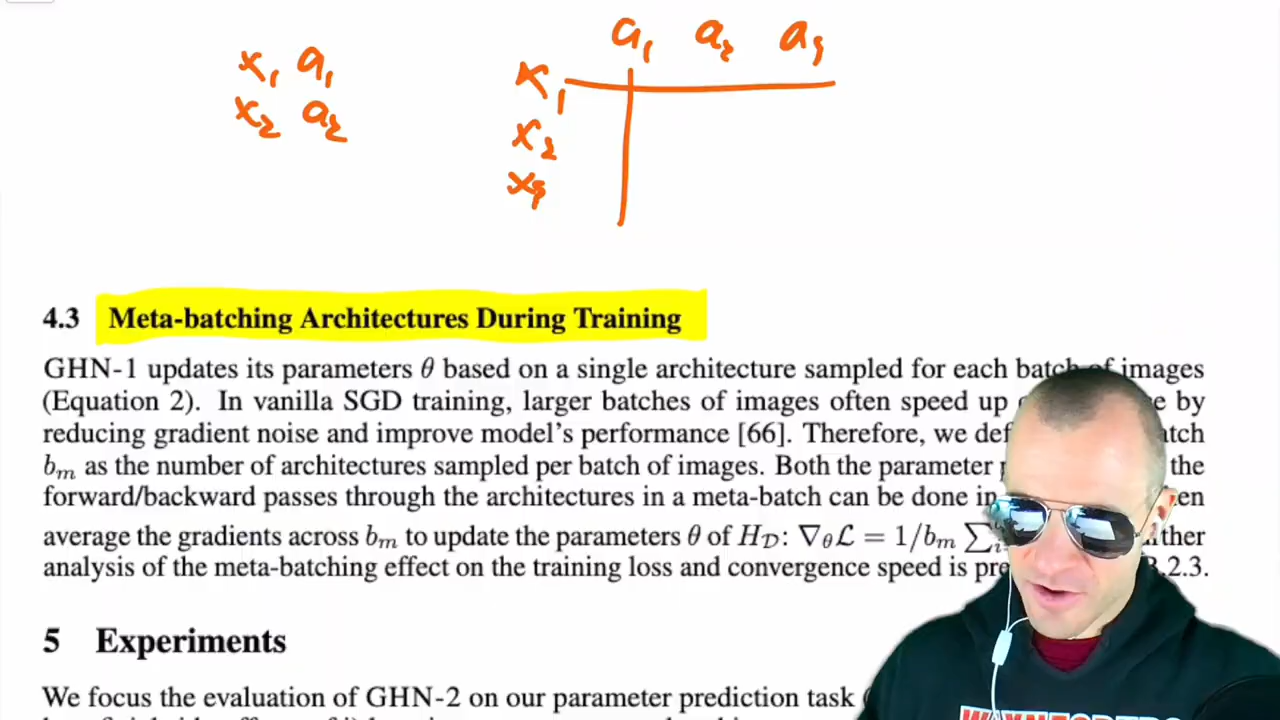 a₁ a₂ a₃
x₁ a₁
x₂ a₂
x₁
x₂
x₃
4.3 Meta-batching Architectures During Training
GHN-1 updates its parameters θ based on a single architecture sampled for each batch of images
(Equation 2). In vanilla SGD training, larger batches of images often speed up by
reducing gradient noise and improve model's performance [66]. Therefore, we
bₘ as the number of architectures sampled per batch of images. Both the parameter the
forward/backward passes through the architectures in a meta-batch can be done in
average the gradients across bₘ to update the parameters θ of H_D: ∇θℒ = 1/bₘ ∑
analysis of the meta-batching effect on the training loss and convergence speed is .2.3.
5 Experiments
We focus the evaluation of GHN-2 on our parameter prediction task